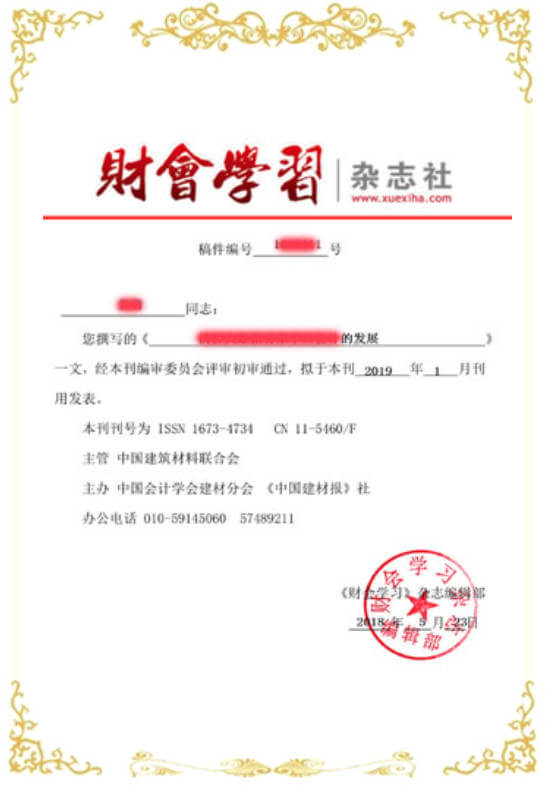 財會學習 杂志社
www.xuexiha.com
稿件编号 号
同志：
您撰写的《 的发展 》
一文，经本刊编审委员会评审初审通过，拟于本刊 2019 年 1 月刊
用发表。
本刊刊号为 ISSN 1673-4734 CN 11-5460/F
主管 中国建筑材料联合会
主办 中国会计学会建材分会 《中国建材报》社
办公电话 010-59145060 57489211
《财会学习》杂志编辑部
2018 年 5 月 23日
财会学习杂志编辑部